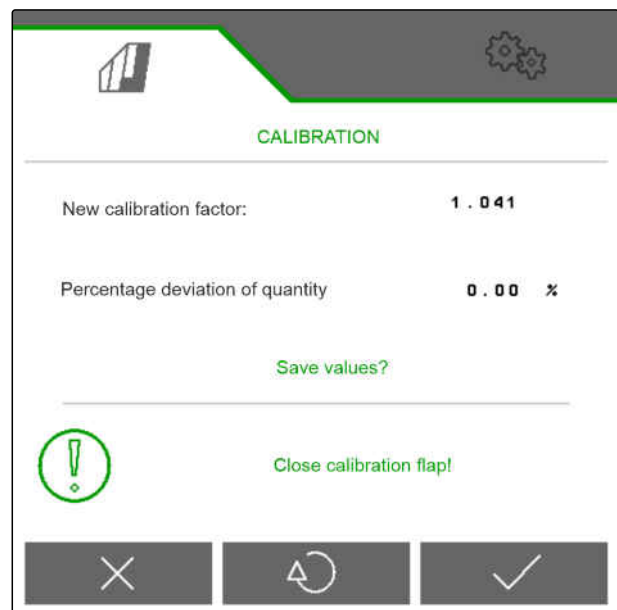 CALIBRATION
New calibration factor: 1.041
Percentage deviation of quantity 0.00 %
Save values?
Close calibration flap!